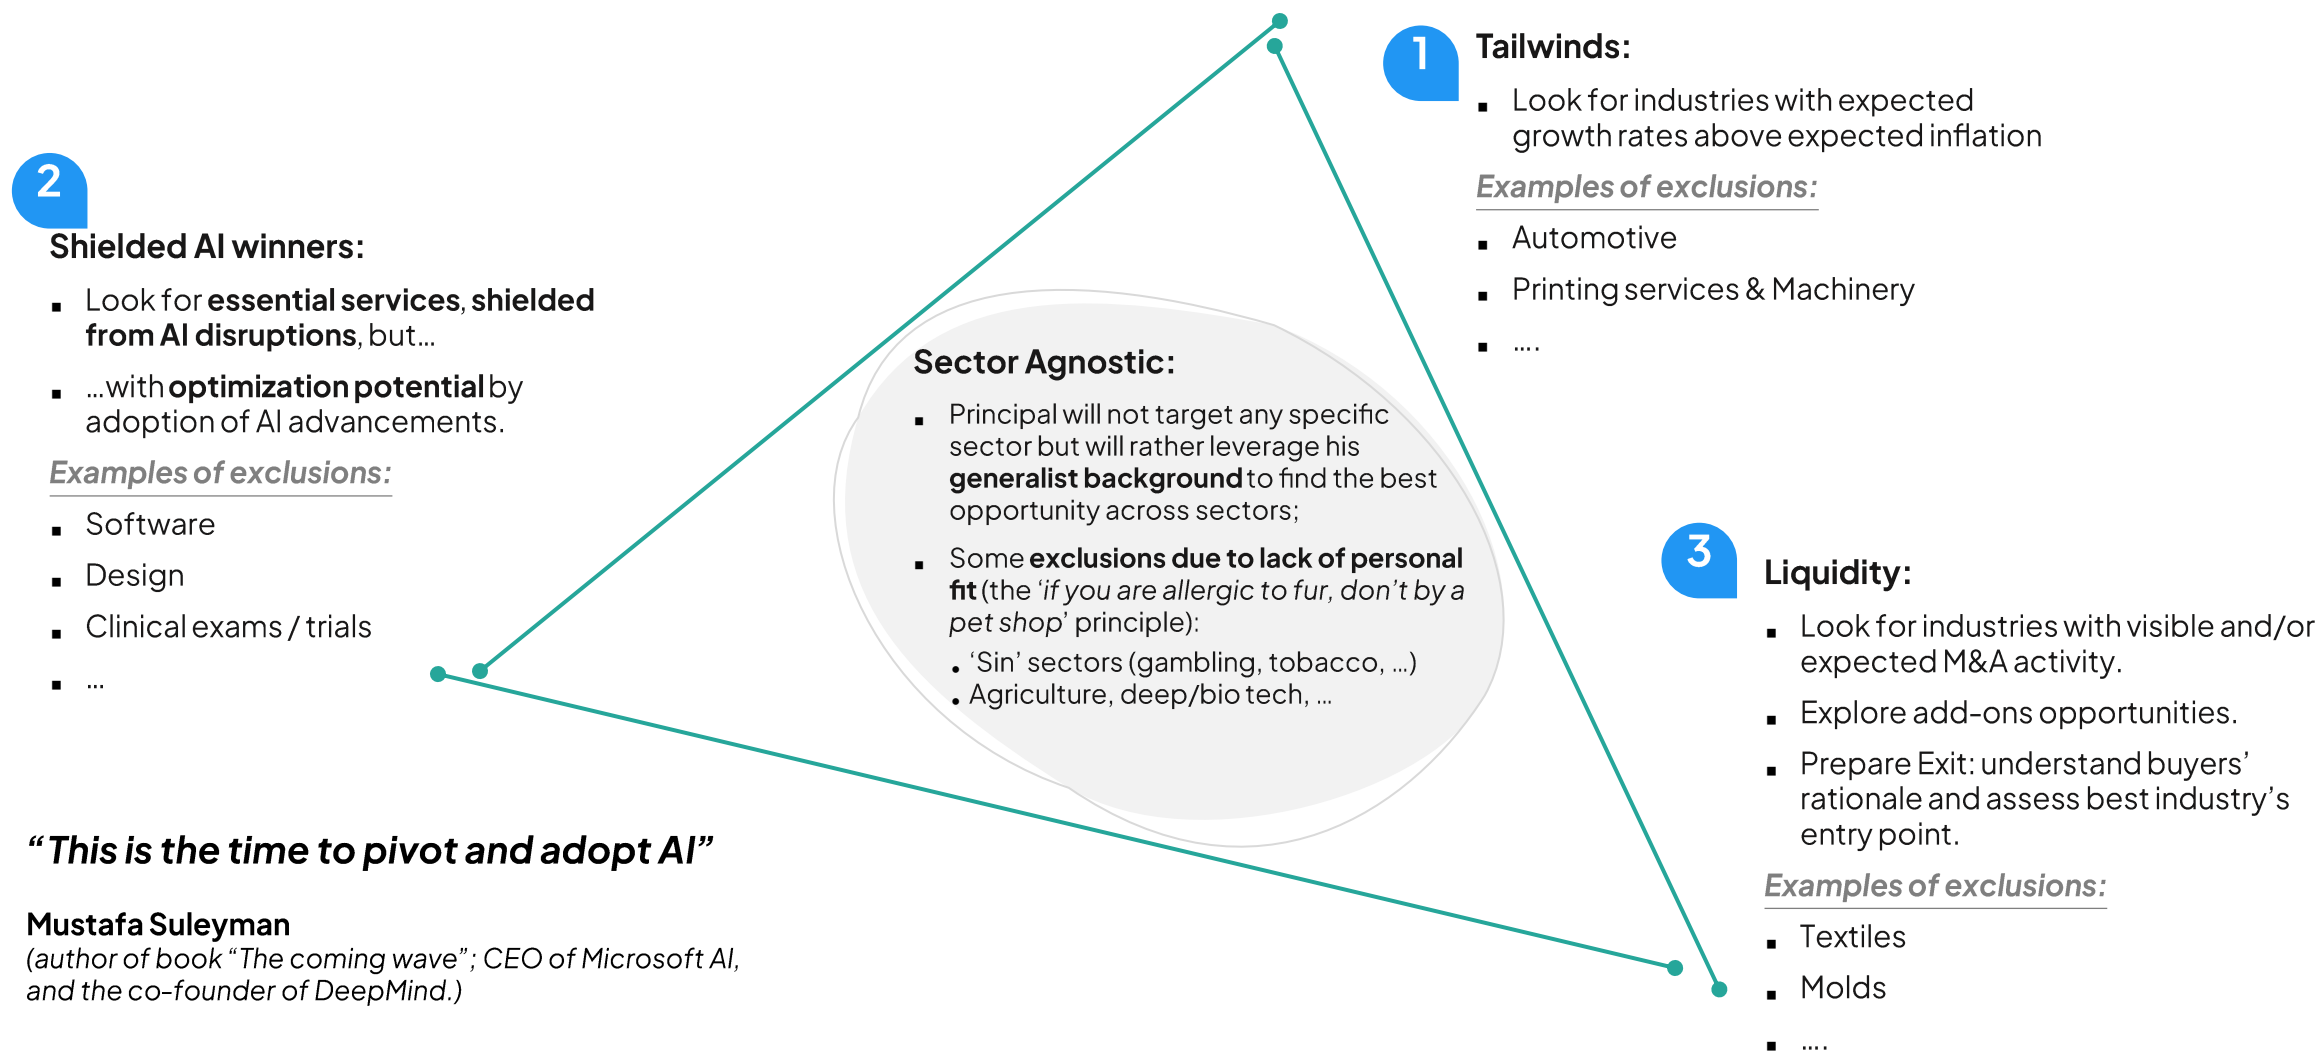 1
Tailwinds:
▪ Look for industries with expected
growth rates above expected inflation
Examples of exclusions:
▪ Automotive
▪ Printing services & Machinery
▪ ....
2
Shielded AI winners:
▪ Look for essential services, shielded
from AI disruptions, but...
▪ ...with optimization potential by
adoption of AI advancements.
Examples of exclusions:
▪ Software
▪ Design
▪ Clinical exams / trials
▪ ...
Sector Agnostic:
▪ Principal will not target any specific
sector but will rather leverage his
generalist background to find the best
opportunity across sectors;
▪ Some exclusions due to lack of personal
fit (the ‘if you are allergic to fur, don’t by a
pet shop’ principle):
• ‘Sin’ sectors (gambling, tobacco, ...)
• Agriculture, deep/bio tech, ...
3
Liquidity:
▪ Look for industries with visible and/or
expected M&A activity.
▪ Explore add-ons opportunities.
▪ Prepare Exit: understand buyers’
rationale and assess best industry’s
entry point.
Examples of exclusions:
▪ Textiles
▪ Molds
▪ ....
“This is the time to pivot and adopt AI”
Mustafa Suleyman
(author of book “The coming wave”; CEO of Microsoft AI,
and the co-founder of DeepMind.)